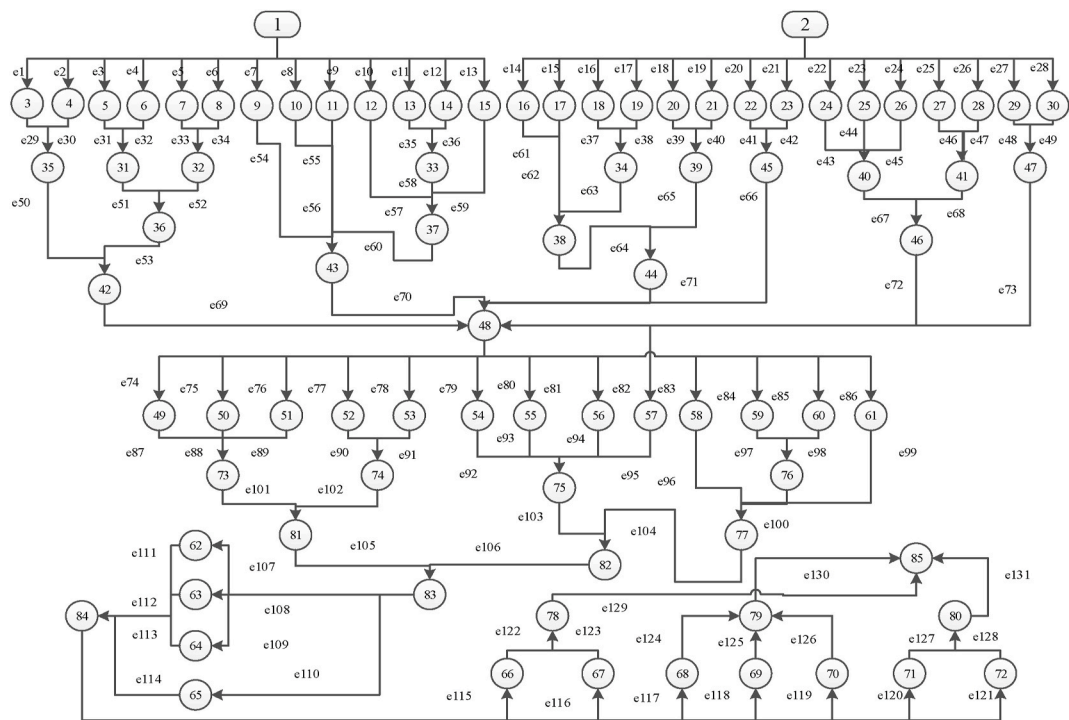 1 2
e1 e2 e3 e4 e5 e6 e7 e8 e9 e10 e11 e12 e13 e14 e15 e16 e17 e18 e19 e20 e21 e22 e23 e24 e25 e26 e27 e28
3 4 5 6 7 8 9 10 11 12 13 14 15 16 17 18 19 20 21 22 23 24 25 26 27 28 29 30
e29 e30 e31 e32 e33 e34 e35 e36 e37 e38 e39 e40 e41 e42 e43 e44 e45 e46 e47 e48 e49
e54 e55 e61
35 31 32 33 34 39 45 40 41 47
e50 e51 e52 e56 e57 e58 e59 e62 e63 e65 e66 e67 e68
36 37 38 46
e53 e60 e64
43 44
42 e71 e72 e73
e69 e70
48
e74 e75 e76 e77 e78 e79 e80 e81 e82 e83 e84 e85 e86
49 50 51 52 53 54 55 56 57 58 59 60 61
e87 e88 e89 e90 e91 e92 e93 e94 e95 e96 e97 e98 e99
73 74 75 76
e101 e102 e103 e104 e100
81 77
62 82 85
e111 e107 e105 e106 e130 e131
63 83
e112 e108 e129
84 78 79 80
e113 64 e109 e122 e123 e124 e125 e126 e127 e128
e114 65 e110 66 67 68 69 70 71 72
e115 e116 e117 e118 e119 e120 e121